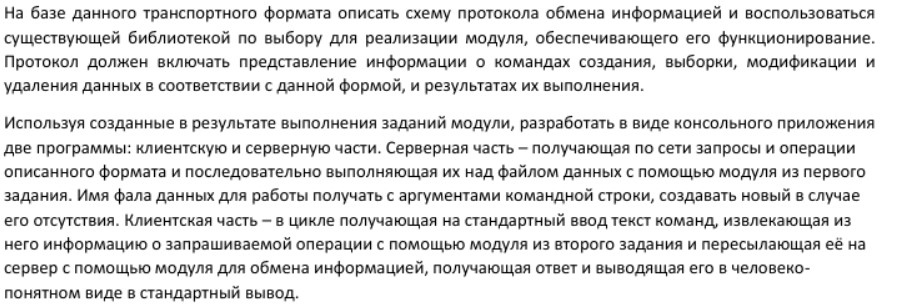 На базе данного транспортного формата описать схему протокола обмена информацией и воспользоваться
существующей библиотекой по выбору для реализации модуля, обеспечивающего его функционирование.
Протокол должен включать представление информации о командах создания, выборки, модификации и
удаления данных в соответствии с данной формой, и результатах их выполнения.
Используя созданные в результате выполнения заданий модули, разработать в виде консольного приложения
две программы: клиентскую и серверную части. Серверная часть – получающая по сети запросы и операции
описанного формата и последовательно выполняющая их над файлом данных с помощью модуля из первого
задания. Имя фала данных для работы получать с аргументами командной строки, создавать новый в случае
его отсутствия. Клиентская часть – в цикле получающая на стандартный ввод текст команд, извлекающая из
него информацию о запрашиваемой операции с помощью модуля из второго задания и пересылающая её на
сервер с помощью модуля для обмена информацией, получающая ответ и выводящая его в человеко-
понятном виде в стандартный вывод.